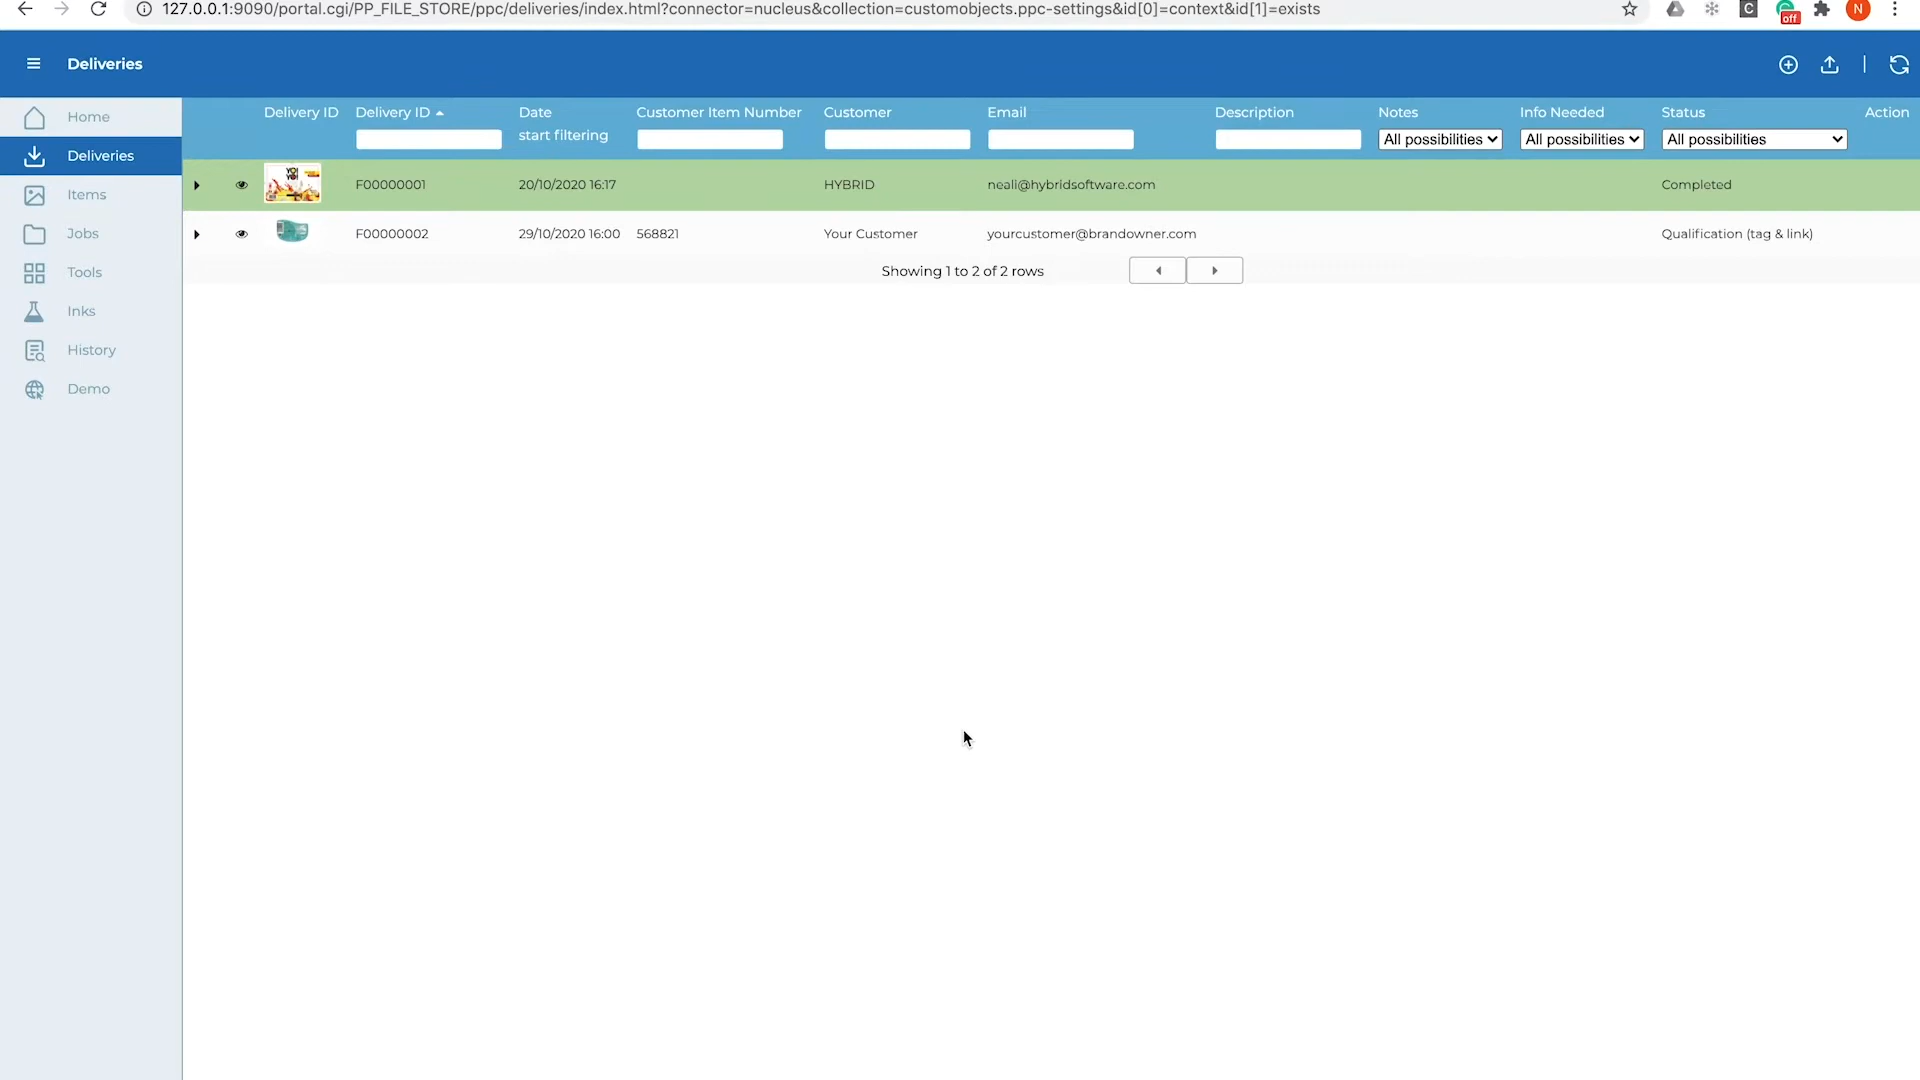 127.0.0.1:9090/portal.cgi/PP_FILE_STORE/ppc/deliveries/index.html?connector=nucleus&collection=customobjects.ppc-settings&id[0]=context&id[1]=exists
C
off
N
Deliveries
Home
Deliveries
Items
Jobs
Tools
Inks
History
Demo
Delivery ID Delivery ID Date Customer Item Number Customer Email Description Notes Info Needed Status Action
start filtering All possibilities All possibilities All possibilities
YO! YO! F00000001 20/10/2020 16:17 HYBRID neali@hybridsoftware.com Completed
F00000002 29/10/2020 16:00 568821 Your Customer yourcustomer@brandowner.com Qualification (tag & link)
Showing 1 to 2 of 2 rows